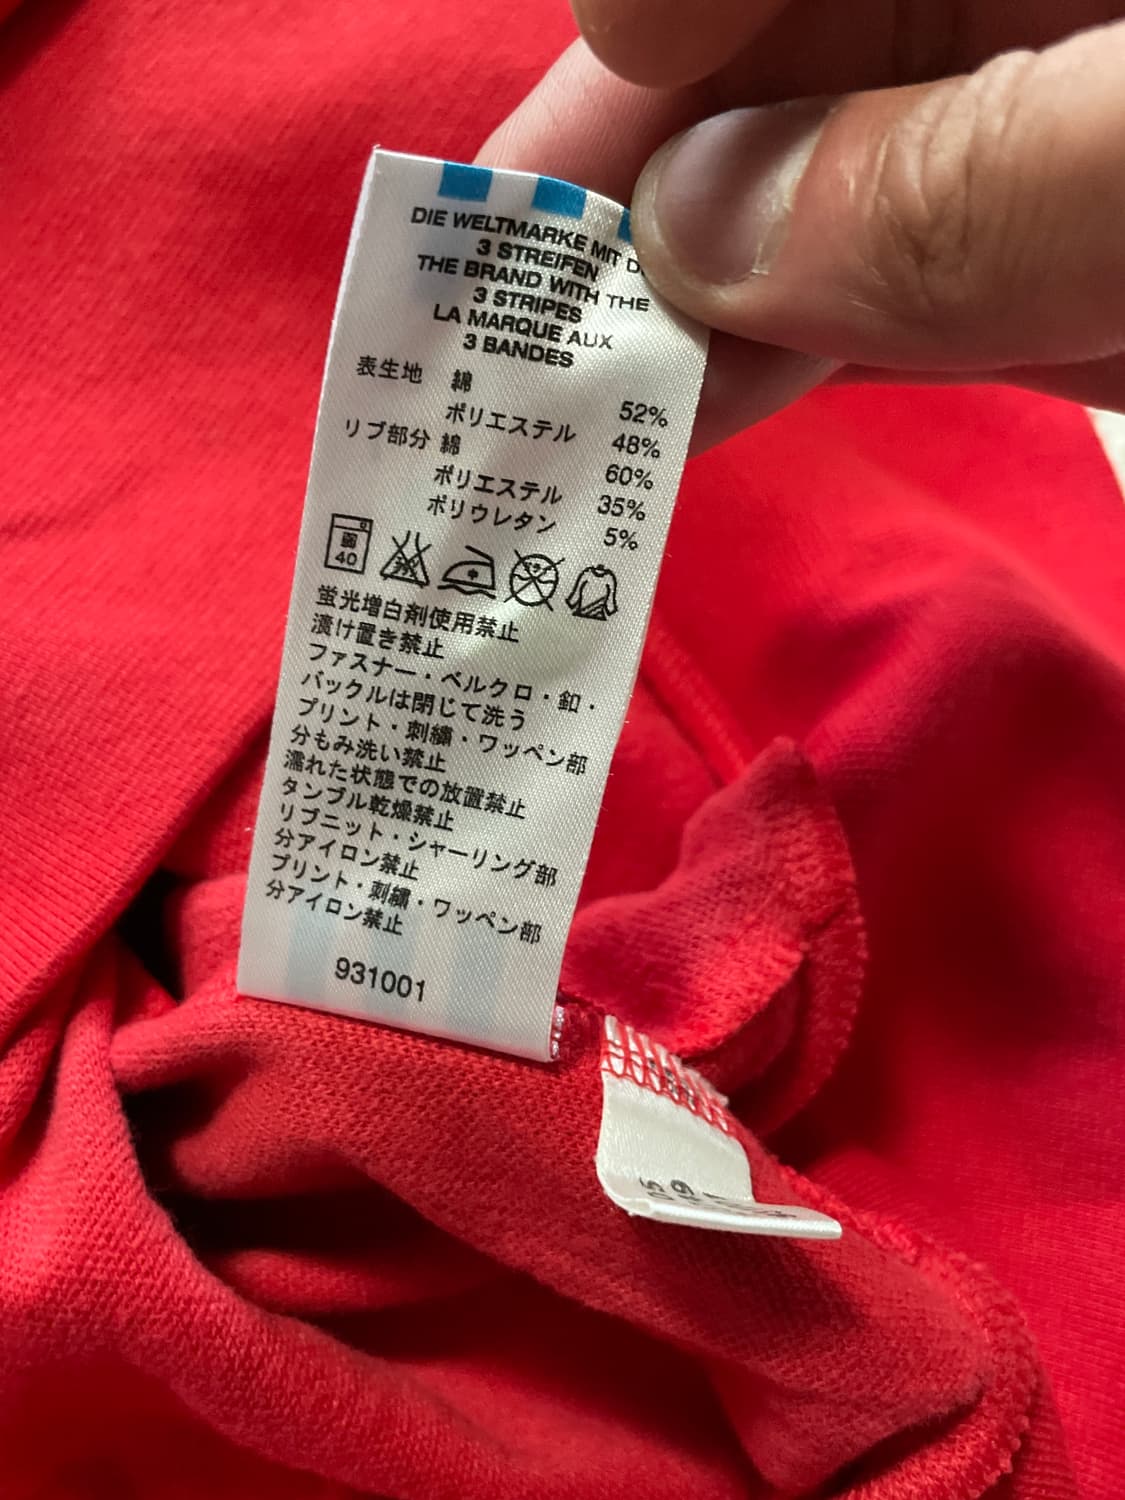 DIE WELTMARKE MIT
3 STREIFEN
THE BRAND WITH THE
3 STRIPES
LA MARQUE AUX
3 BANDES
表生地 綿 52%
ポリエステル 48%
リブ部分 綿 60%
ポリエステル 35%
ポリウレタン 5%
40
蛍光増白剤使用禁止
漬け置き禁止
ファスナー・ベルクロ・釦・
バックルは閉じて洗う
プリント・刺繍・ワッペン部
分もみ洗い禁止
濡れた状態での放置禁止
タンブル乾燥禁止
リブニット・シャーリング部
分アイロン禁止
プリント・刺繍・ワッペン部
分アイロン禁止
931001